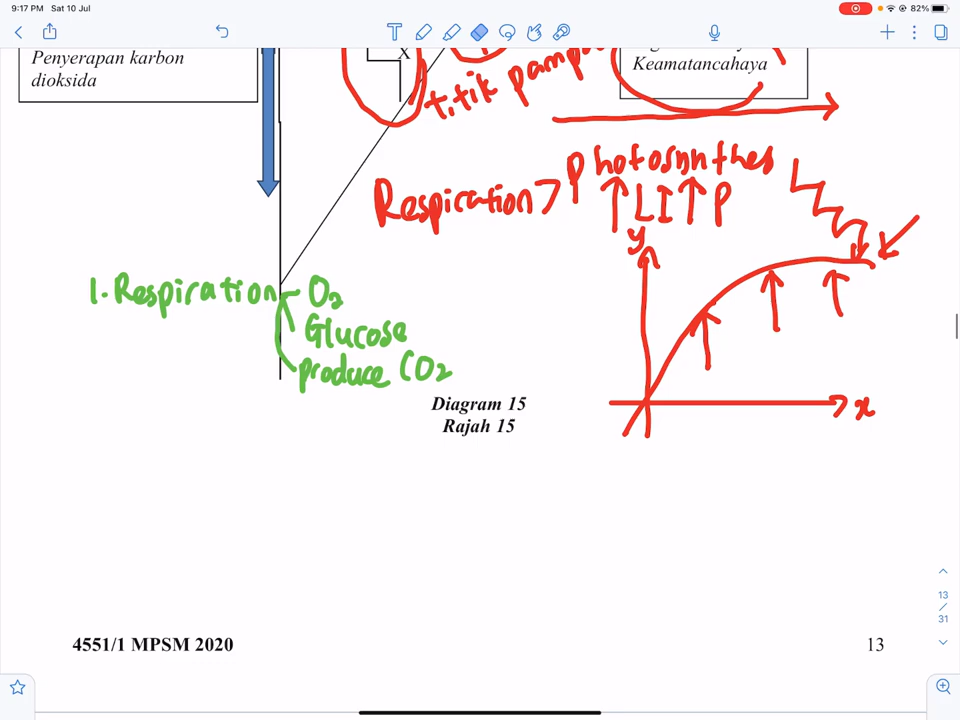 9:17 PM Sat 10 Jul
82%
Penyerapan karbon
dioksida
X
titik pamp
Keamatancahaya
Photosynthes
Respiration >
↑ LI ↑ P
y
1. Respiration
O2
Glucose
produce CO2
x
Diagram 15
Rajah 15
13
/
31
4551/1 MPSM 2020
13